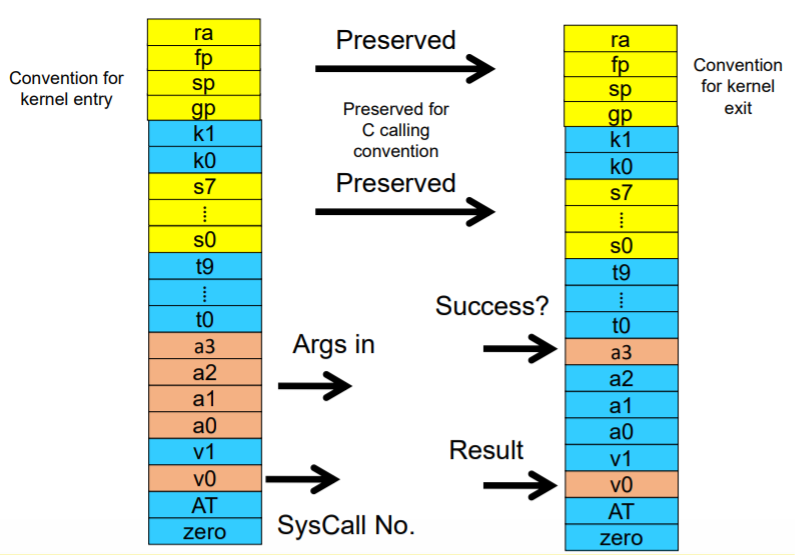 Convention for
kernel entry
ra
fp
sp
gp
k1
k0
s7
⁞
s0
t9
⁞
t0
a3
a2
a1
a0
v1
v0
AT
zero
Preserved
Preserved for
C calling
convention
Preserved
Args in
SysCall No.
Success?
Result
ra
fp
sp
gp
k1
k0
s7
⁞
s0
t9
⁞
t0
a3
a2
a1
a0
v1
v0
AT
zero
Convention
for kernel
exit